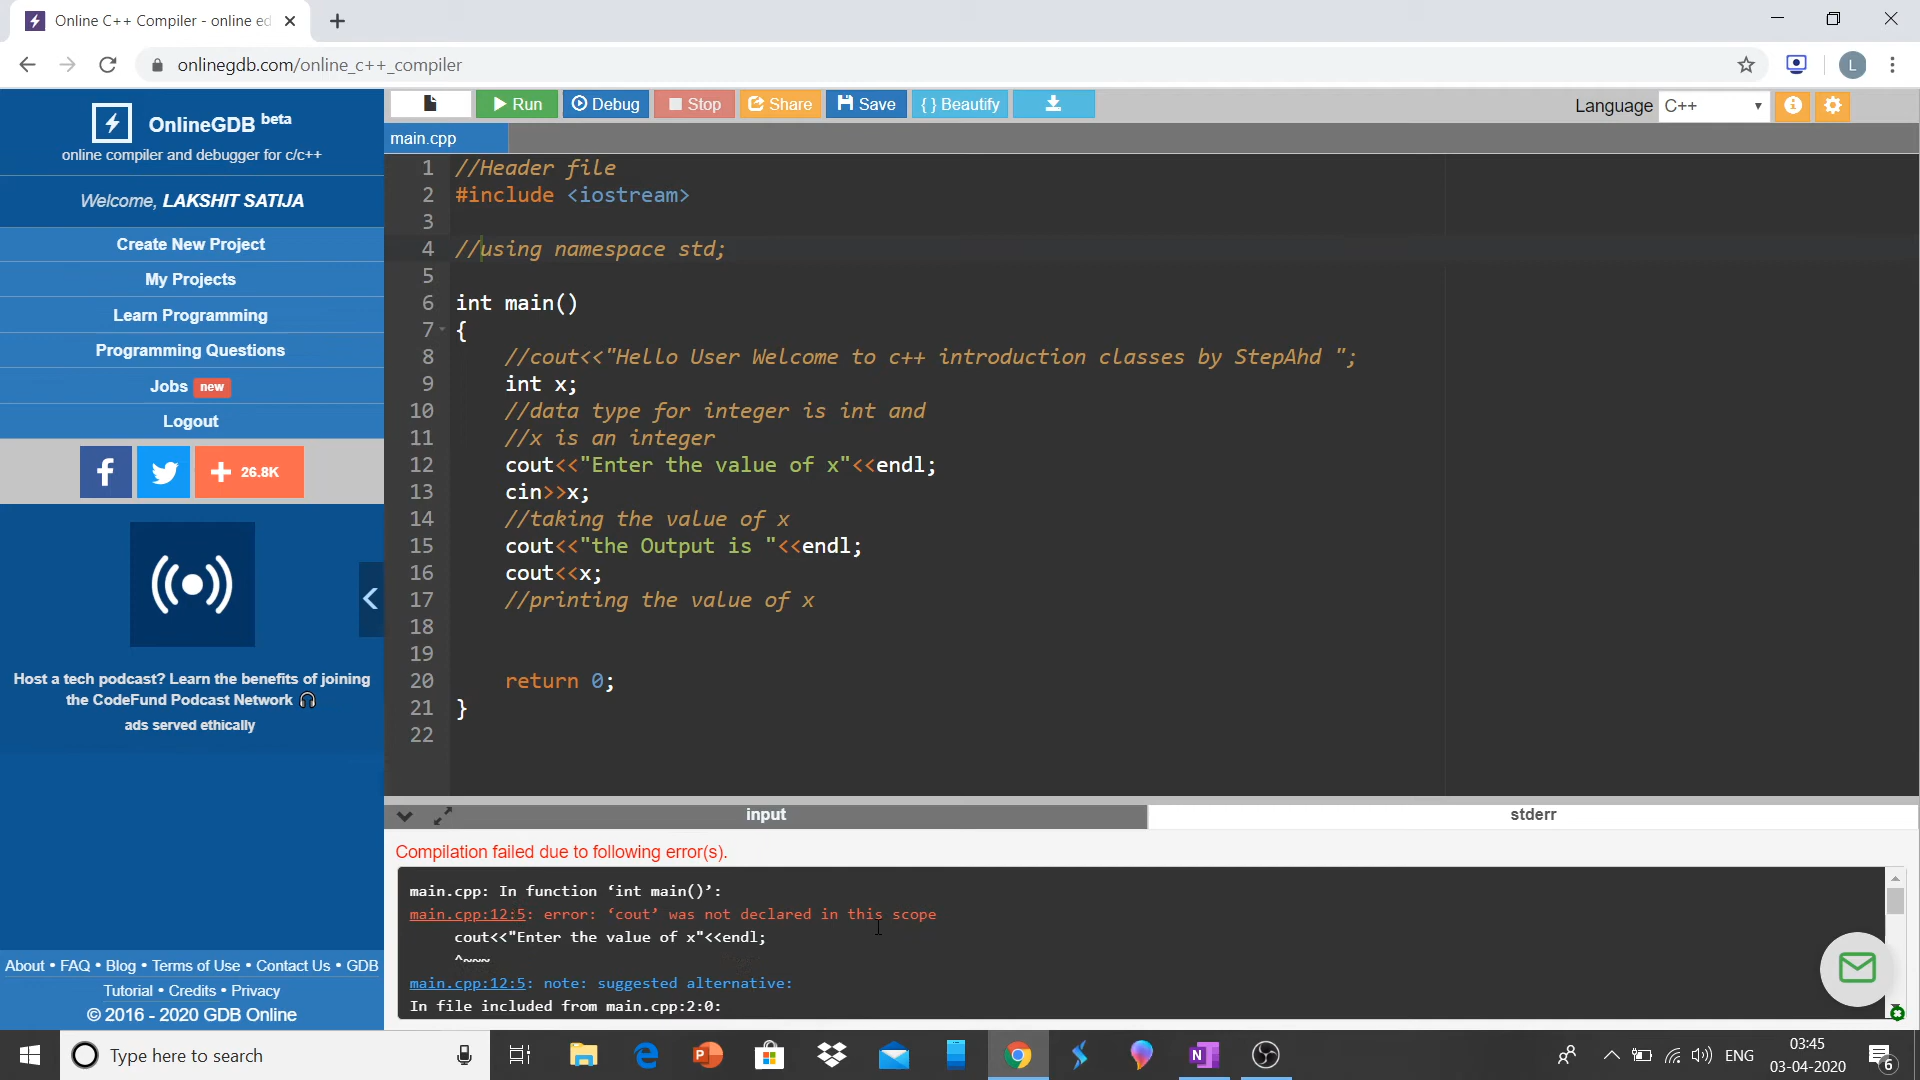 Online C++ Compiler - online ed
onlinegdb.com/online_c++_compiler
L
OnlineGDB beta
online compiler and debugger for c/c++
Welcome, LAKSHIT SATIJA
Create New Project
My Projects
Learn Programming
Programming Questions
Jobs new
Logout
26.8K
Host a tech podcast? Learn the benefits of joining
the CodeFund Podcast Network
ads served ethically
About • FAQ • Blog • Terms of Use • Contact Us • GDB
Tutorial • Credits • Privacy
© 2016 - 2020 GDB Online
Run Debug Stop Share Save { } Beautify
Language C++
main.cpp
1 //Header file
2 #include <iostream>
3
4 //using namespace std;
5
6 int main()
7 {
8 //cout<<"Hello User Welcome to c++ introduction classes by StepAhd ";
9 int x;
10 //data type for integer is int and
11 //x is an integer
12 cout<<"Enter the value of x"<<endl;
13 cin>>x;
14 //taking the value of x
15 cout<<"the Output is "<<endl;
16 cout<<x;
17 //printing the value of x
18
19
20 return 0;
21 }
22
input stderr
Compilation failed due to following error(s).
main.cpp: In function ‘int main()’:
main.cpp:12:5: error: ‘cout’ was not declared in this scope
cout<<"Enter the value of x"<<endl;
^~~~
main.cpp:12:5: note: suggested alternative:
In file included from main.cpp:2:0:
Type here to search
ENG
03:45
03-04-2020
6